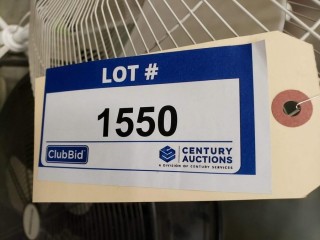 LOT #
1550
ClubBid
CENTURY
AUCTIONS
A DIVISION OF CENTURY SERVICES